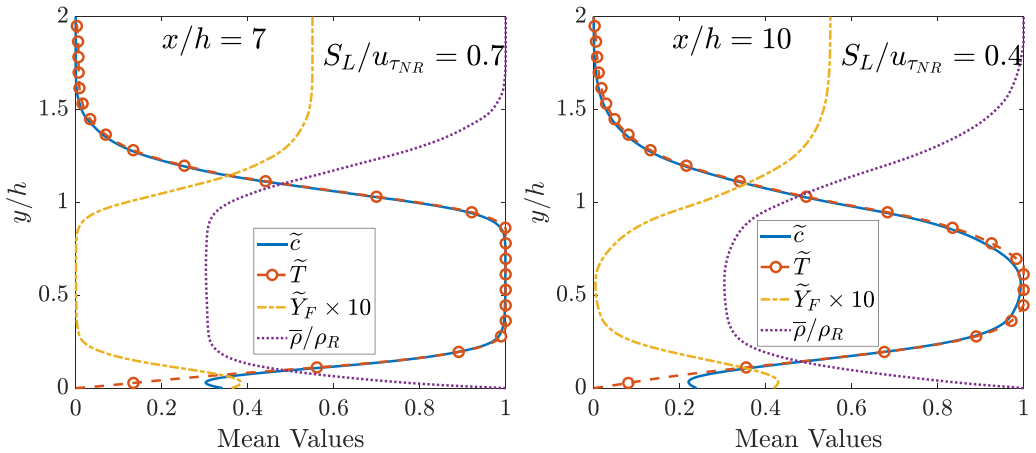 x/h = 7
S_L/u_{τ_{NR}} = 0.7
2
1.5
1
0.5
0
y/h
c̃
T̃
Ỹ_F × 10
ρ̅/ρ_R
0 0.2 0.4 0.6 0.8 1
Mean Values
x/h = 10
S_L/u_{τ_{NR}} = 0.4
2
1.5
1
0.5
0
y/h
c̃
T̃
Ỹ_F × 10
ρ̅/ρ_R
0 0.2 0.4 0.6 0.8 1
Mean Values